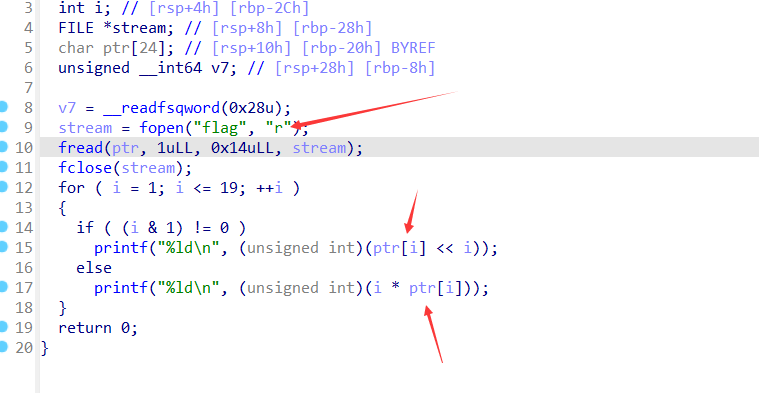 3 int i; // [rsp+4h] [rbp-2Ch]
4 FILE *stream; // [rsp+8h] [rbp-28h]
5 char ptr[24]; // [rsp+10h] [rbp-20h] BYREF
6 unsigned __int64 v7; // [rsp+28h] [rbp-8h]
7
8 v7 = __readfsqword(0x28u);
9 stream = fopen("flag", "r");
10 fread(ptr, 1uLL, 0x14uLL, stream);
11 fclose(stream);
12 for ( i = 1; i <= 19; ++i )
13 {
14 if ( (i & 1) != 0 )
15 printf("%ld\n", (unsigned int)(ptr[i] << i));
16 else
17 printf("%ld\n", (unsigned int)(i * ptr[i]));
18 }
19 return 0;
20 }